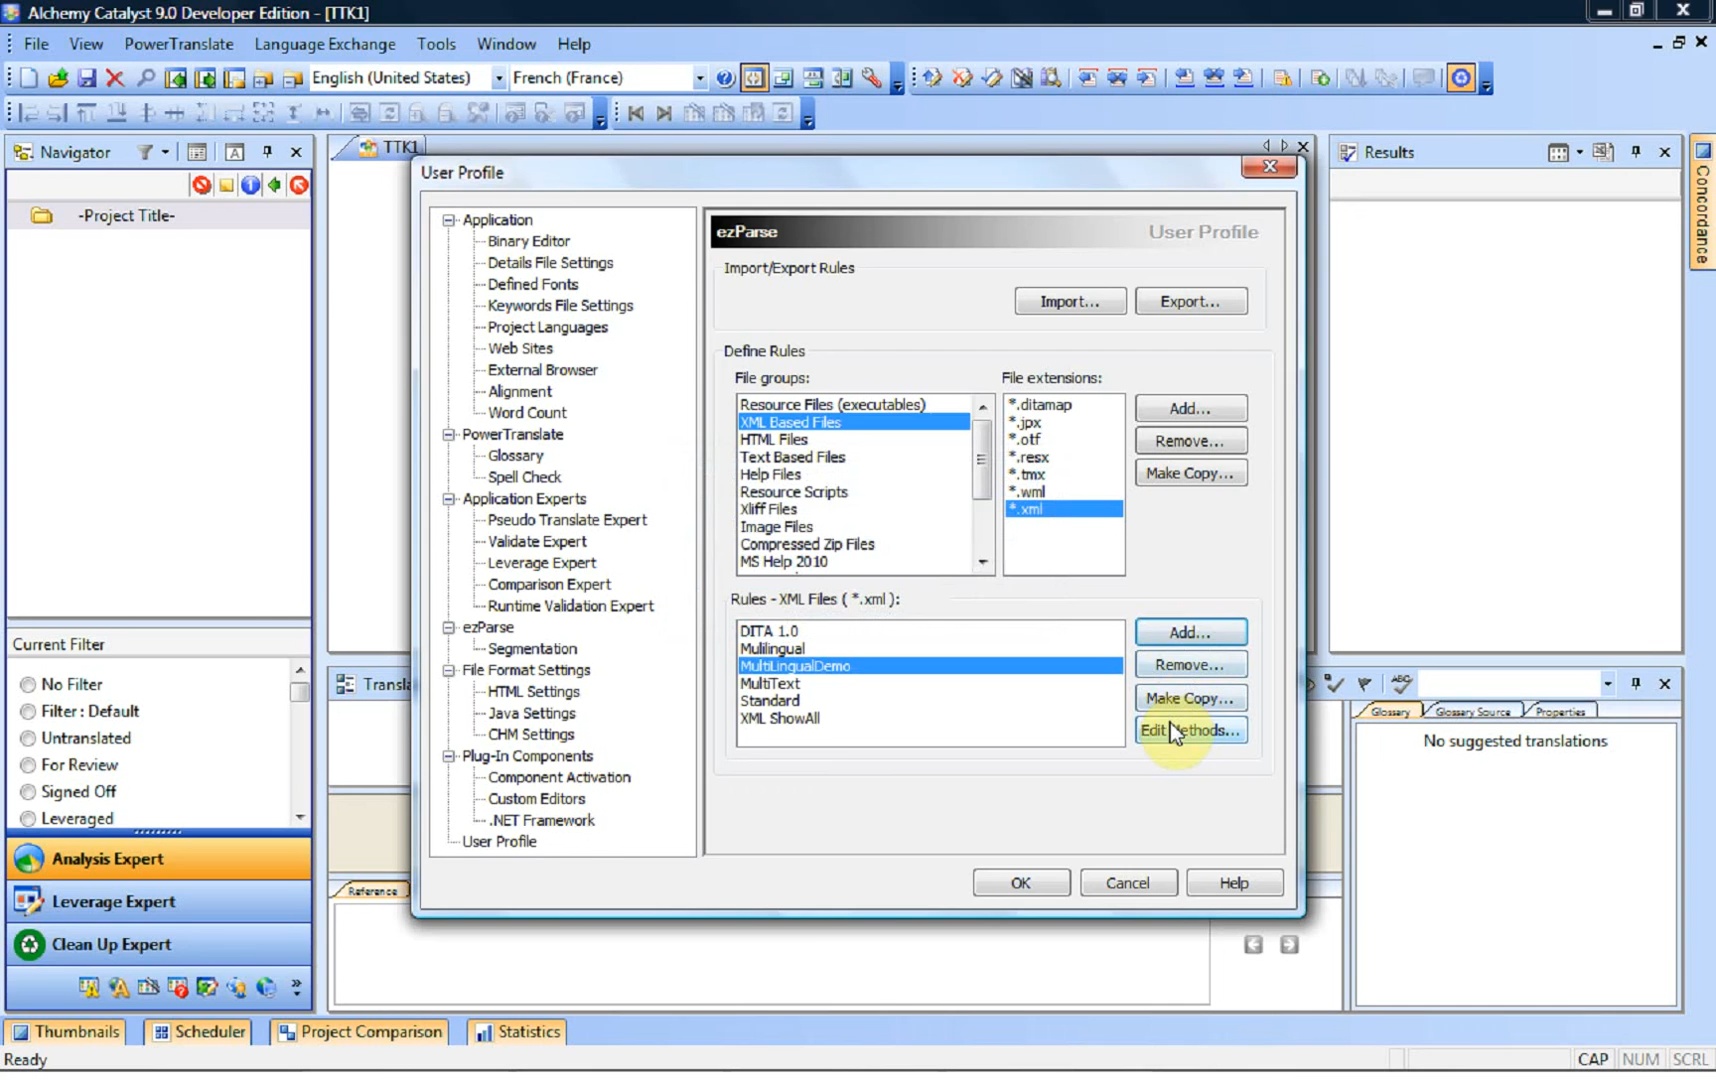 Alchemy Catalyst 9.0 Developer Edition - [TTK1]
File View PowerTranslate Language Exchange Tools Window Help
English (United States) French (France)
Navigator
TTK1
Results
Concordance
-Project Title-
User Profile
Application
Binary Editor
Details File Settings
Defined Fonts
Keywords File Settings
Project Languages
Web Sites
External Browser
Alignment
Word Count
PowerTranslate
Glossary
Spell Check
Application Experts
Pseudo Translate Expert
Validate Expert
Leverage Expert
Comparison Expert
Runtime Validation Expert
ezParse
Segmentation
File Format Settings
HTML Settings
Java Settings
CHM Settings
Plug-In Components
Component Activation
Custom Editors
.NET Framework
User Profile
ezParse User Profile
Import/Export Rules
Import... Export...
Define Rules
File groups: File extensions:
Resource Files (executables)
XML Based Files
HTML Files
Text Based Files
Help Files
Resource Scripts
Xliff Files
Image Files
Compressed Zip Files
MS Help 2010
*.ditamap
*.jpx
*.otf
*.resx
*.tmx
*.wml
*.xml
Add...
Remove...
Make Copy...
Rules - XML Files ( *.xml ):
DITA 1.0
Mulilingual
MultiLingualDemo
MultiText
Standard
XML ShowAll
Add...
Remove...
Make Copy...
Edit Methods...
OK Cancel Help
Current Filter
No Filter
Filter : Default
Untranslated
For Review
Signed Off
Leveraged
Analysis Expert
Leverage Expert
Clean Up Expert
Transla
Reference
ABC
Glossary Glossary Source Properties
No suggested translations
Thumbnails Scheduler Project Comparison Statistics
Ready CAP NUM SCRL